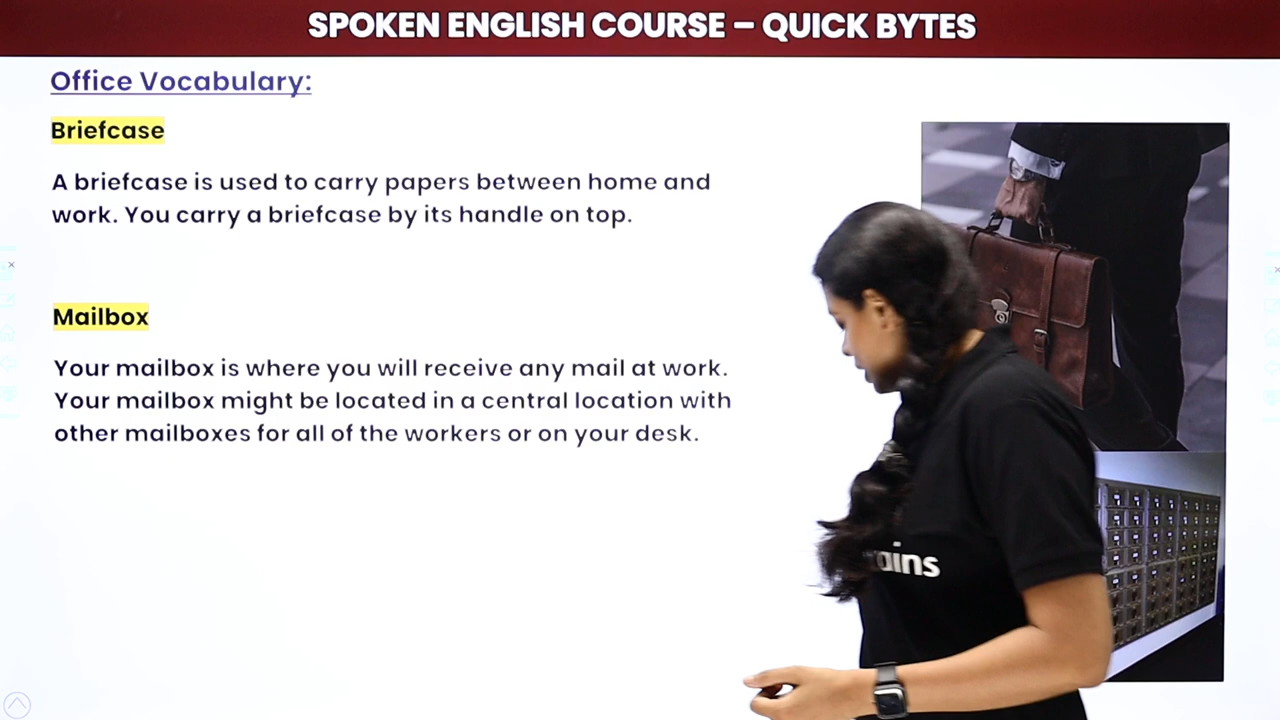 SPOKEN ENGLISH COURSE – QUICK BYTES
Office Vocabulary:
Briefcase
A briefcase is used to carry papers between home and
work. You carry a briefcase by its handle on top.
Mailbox
Your mailbox is where you will receive any mail at work.
Your mailbox might be located in a central location with
other mailboxes for all of the workers or on your desk.